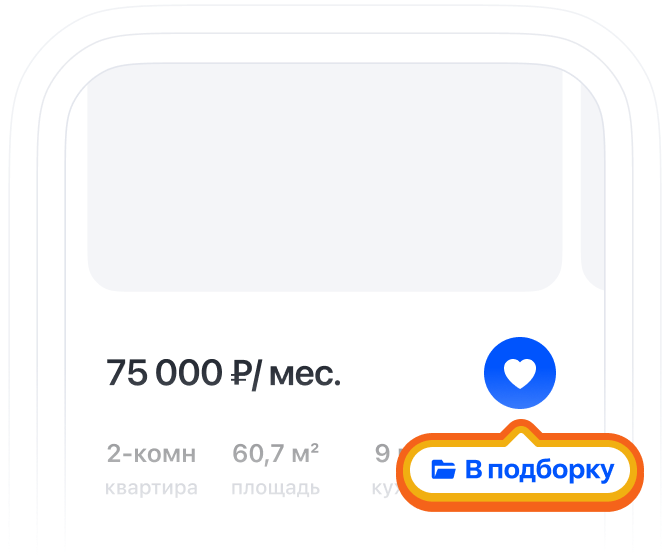 75 000 ₽/ мес.
2-комн 60,7 м² 9
квартира площадь
В подборку